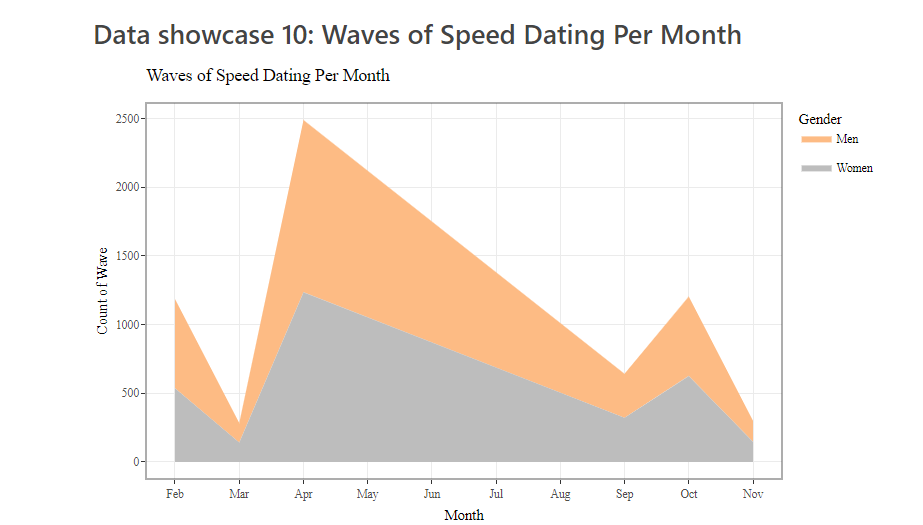 Data showcase 10: Waves of Speed Dating Per Month
Waves of Speed Dating Per Month
Gender
Men
Women
2500
2000
1500
1000
500
0
Count of Wave
Feb Mar Apr May Jun Jul Aug Sep Oct Nov
Month